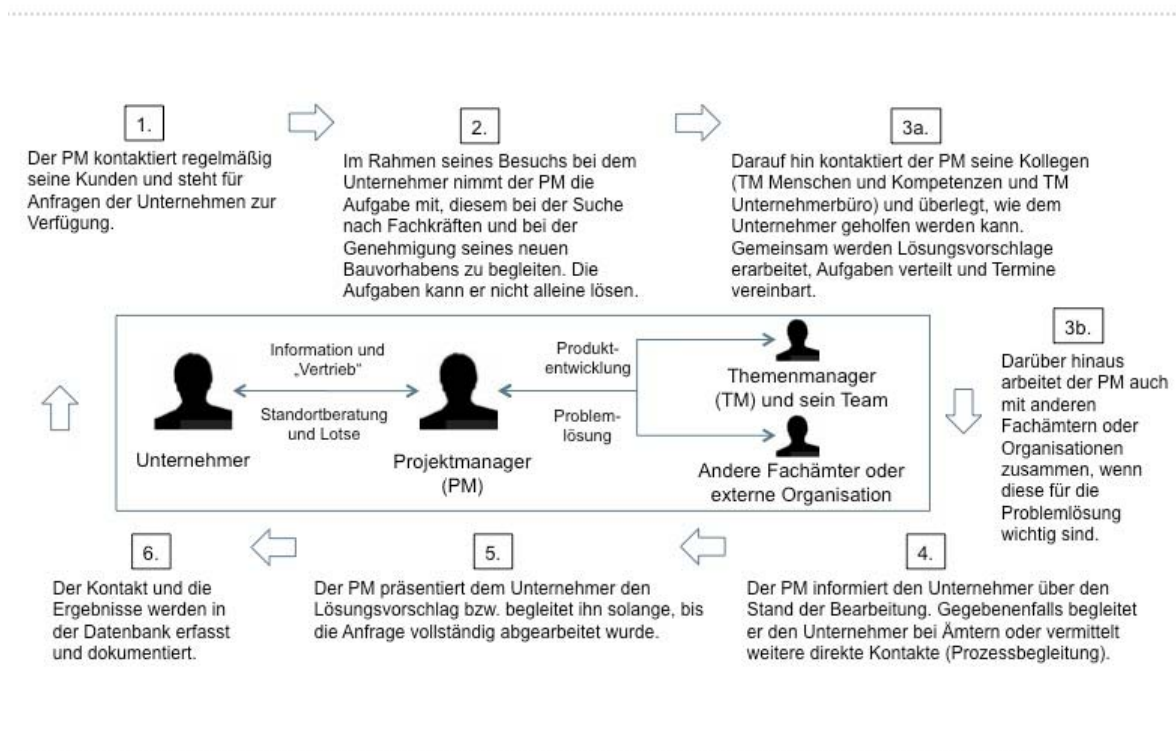 1.
Der PM kontaktiert regelmäßig
seine Kunden und steht für
Anfragen der Unternehmen zur
Verfügung.
2.
Im Rahmen seines Besuchs bei dem
Unternehmer nimmt der PM die
Aufgabe mit, diesem bei der Suche
nach Fachkräften und bei der
Genehmigung seines neuen
Bauvorhabens zu begleiten. Die
Aufgaben kann er nicht alleine lösen.
3a.
Darauf hin kontaktiert der PM seine Kollegen
(TM Menschen und Kompetenzen und TM
Unternehmerbüro) und überlegt, wie dem
Unternehmer geholfen werden kann.
Gemeinsam werden Lösungsvorschlage
erarbeitet, Aufgaben verteilt und Termine
vereinbart.
3b.
Darüber hinaus
arbeitet der PM auch
mit anderen
Fachämtern oder
Organisationen
zusammen, wenn
diese für die
Problemlösung
wichtig sind.
Information und
„Vertrieb“
Standortberatung
und Lotse
Unternehmer
Projektmanager
(PM)
Produkt-
entwicklung
Problem-
lösung
Themenmanager
(TM) und sein Team
Andere Fachämter oder
externe Organisation
4.
Der PM informiert den Unternehmer über den
Stand der Bearbeitung. Gegebenenfalls begleitet
er den Unternehmer bei Ämtern oder vermittelt
weitere direkte Kontakte (Prozessbegleitung).
5.
Der PM präsentiert dem Unternehmer den
Lösungsvorschlag bzw. begleitet ihn solange, bis
die Anfrage vollständig abgearbeitet wurde.
6.
Der Kontakt und die
Ergebnisse werden in
der Datenbank erfasst
und dokumentiert.